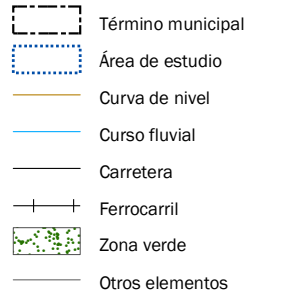 Término municipal
Área de estudio
Curva de nivel
Curso fluvial
Carretera
Ferrocarril
Zona verde
Otros elementos